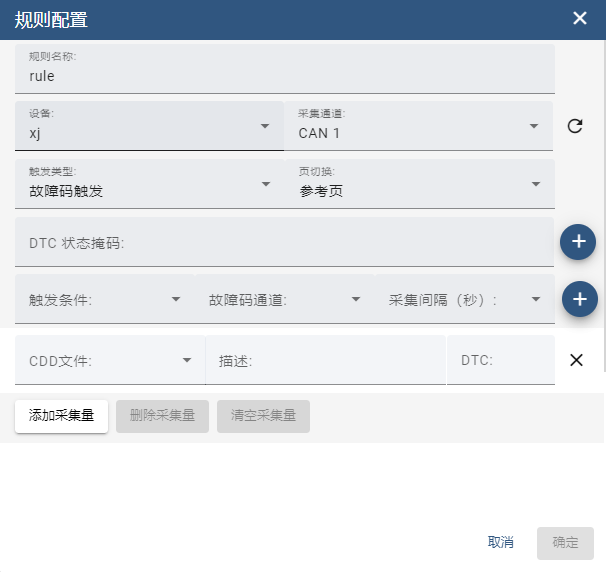 规则配置
规则名称:
rule
设备: 采集通道:
xj CAN 1
触发类型: 页切换:
故障码触发 参考页
DTC 状态掩码:
触发条件: 故障码通道: 采集间隔（秒）:
CDD文件: 描述: DTC:
添加采集量 删除采集量 清空采集量
取消 确定